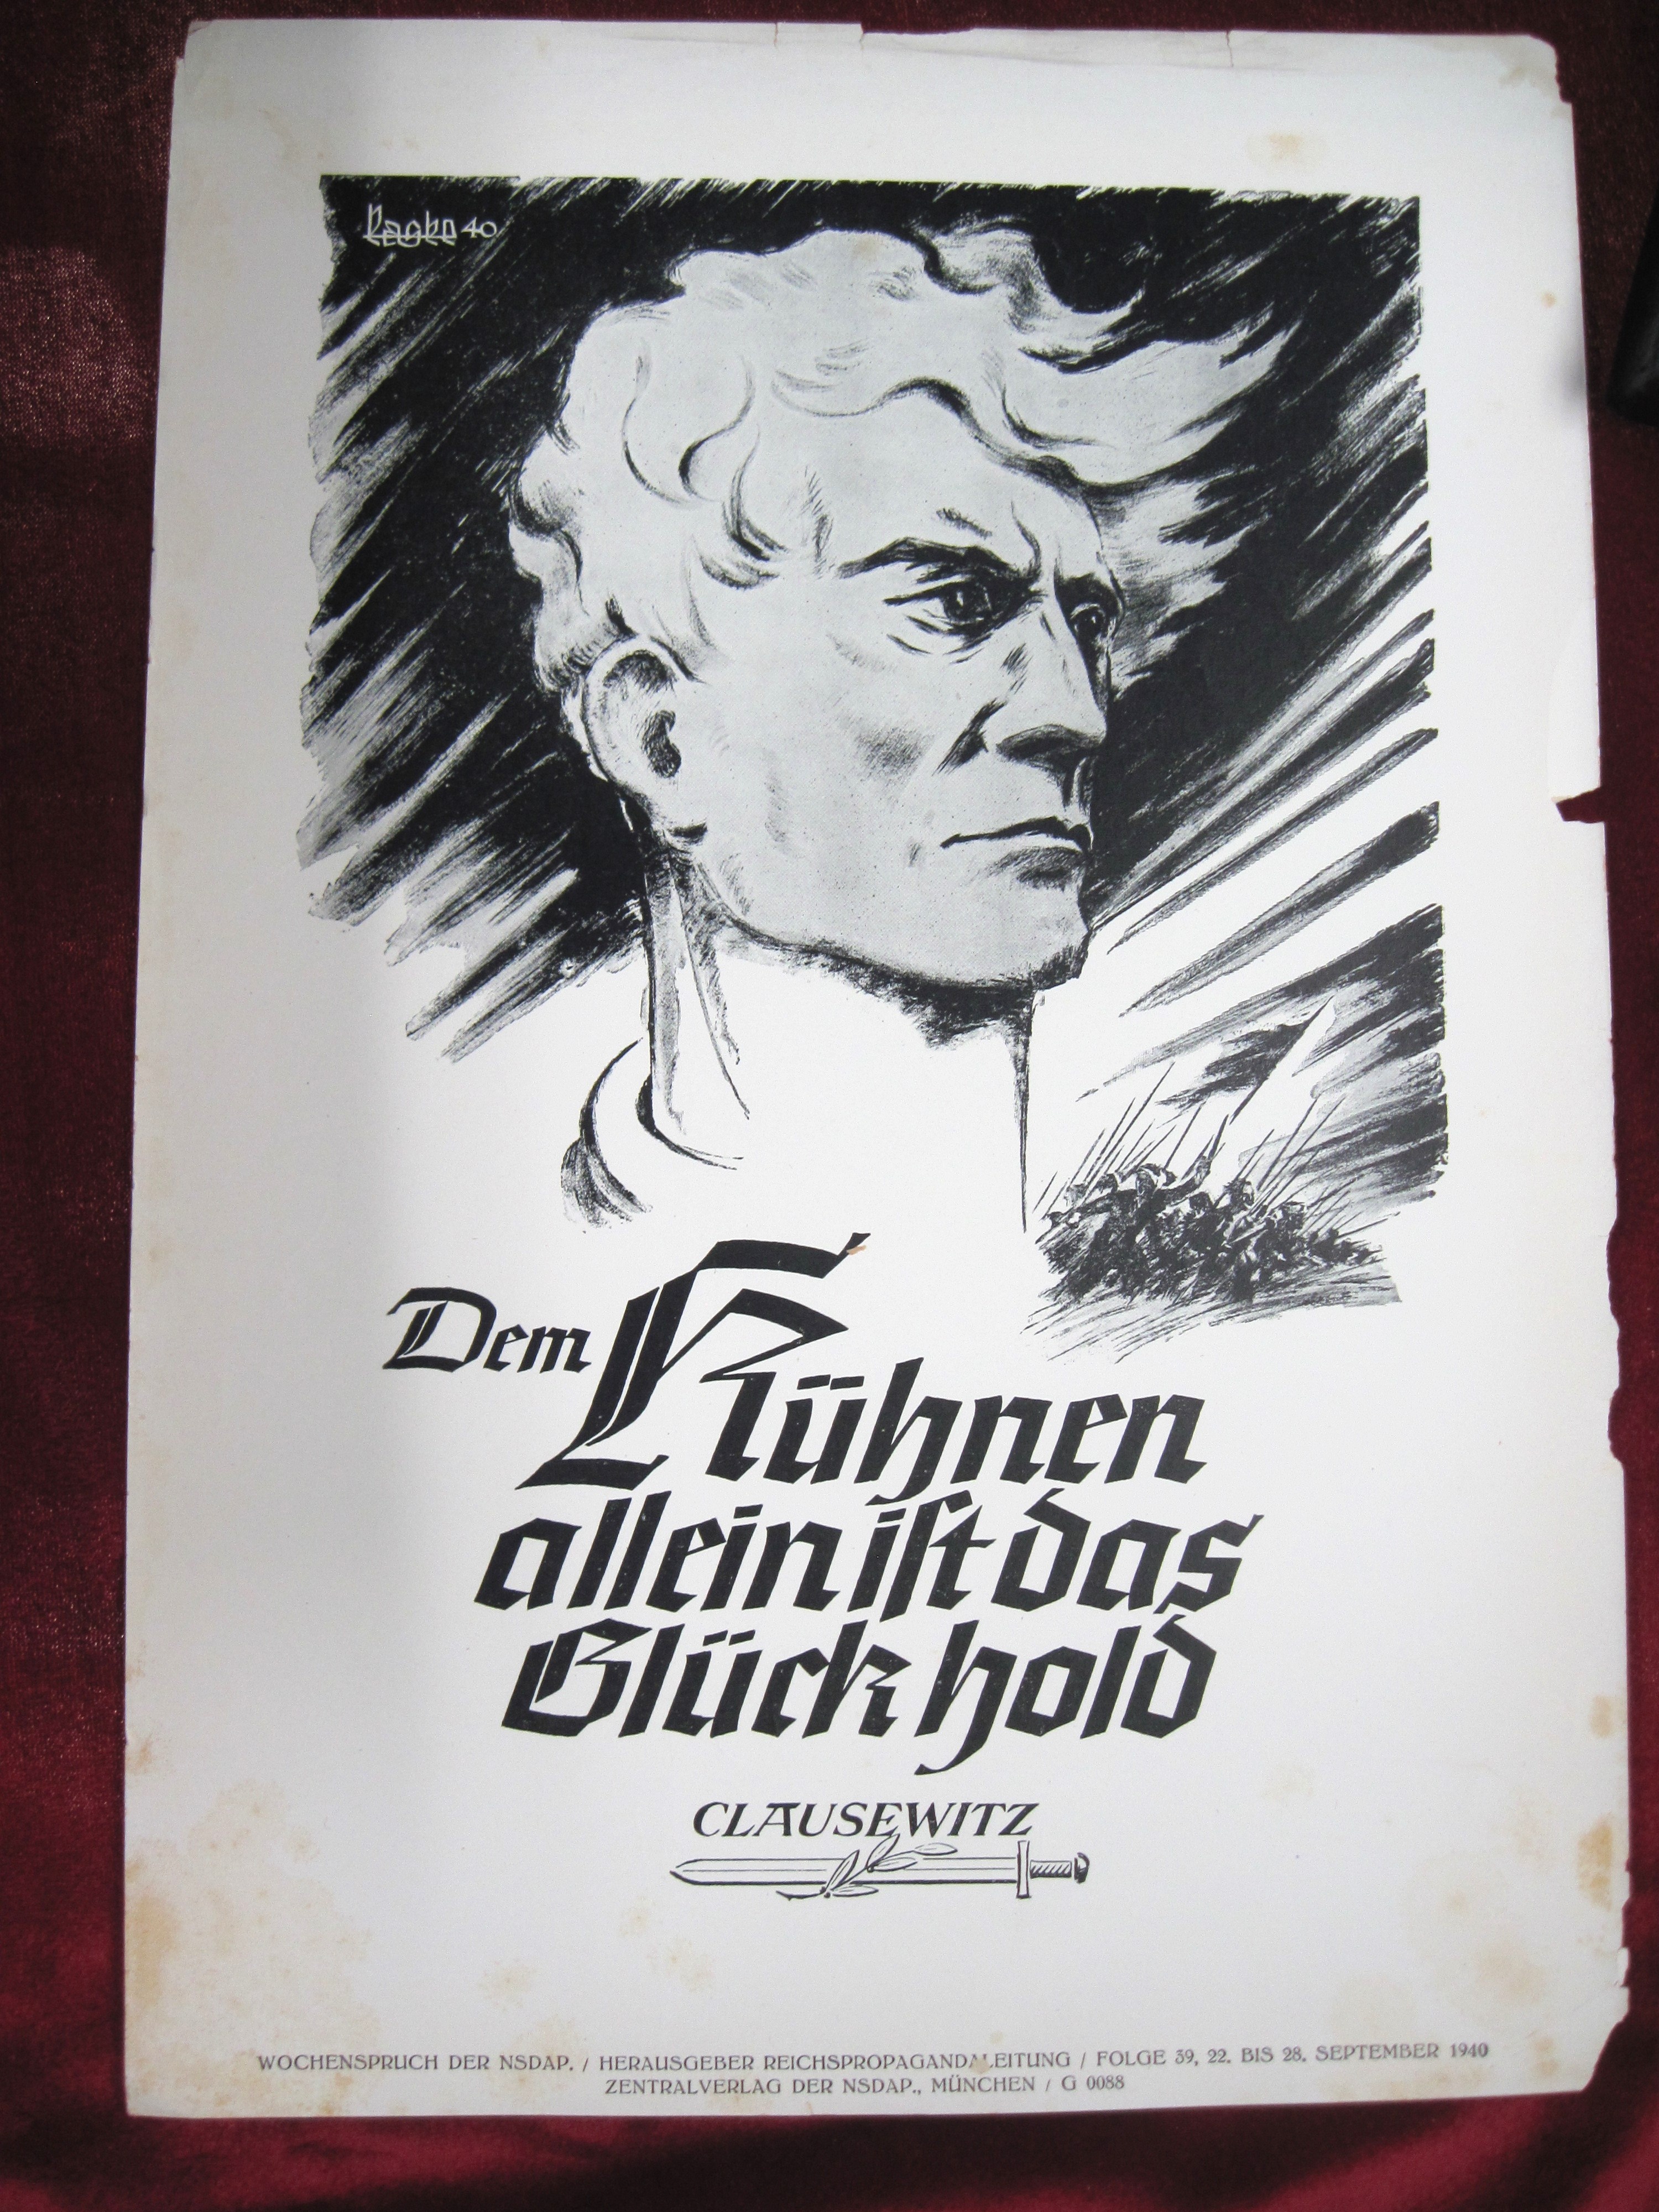 40
Dem Kühnen
allein ist das
Glück hold
CLAUSEWITZ
WOCHENSPRUCH DER NSDAP. / HERAUSGEBER REICHSPROPAGANDALEITUNG / FOLGE 39, 22. BIS 28. SEPTEMBER 1940
ZENTRALVERLAG DER NSDAP., MÜNCHEN / G 0088